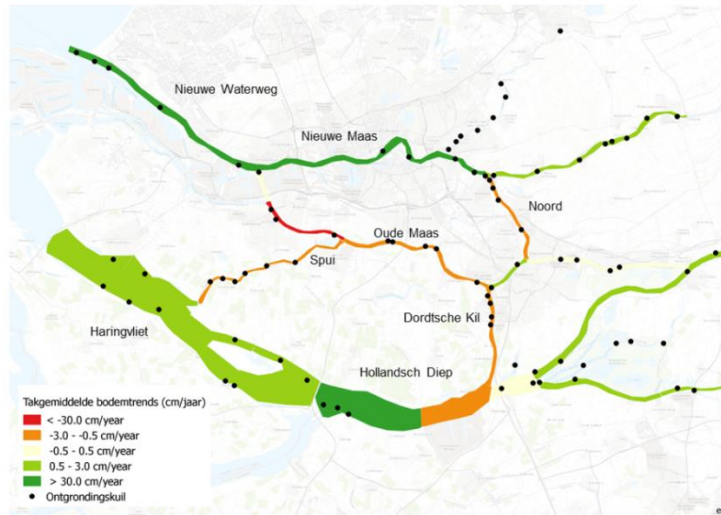 Nieuwe Waterweg
Nieuwe Maas
Noord
Oude Maas
Spui
Haringvliet
Dordtsche Kil
Hollandsch Diep
Takgemiddelde bodemtrends (cm/jaar)
< -30.0 cm/year
-3.0 - -0.5 cm/year
-0.5 - 0.5 cm/year
0.5 - 3.0 cm/year
> 30.0 cm/year
Ontgrondingskuil